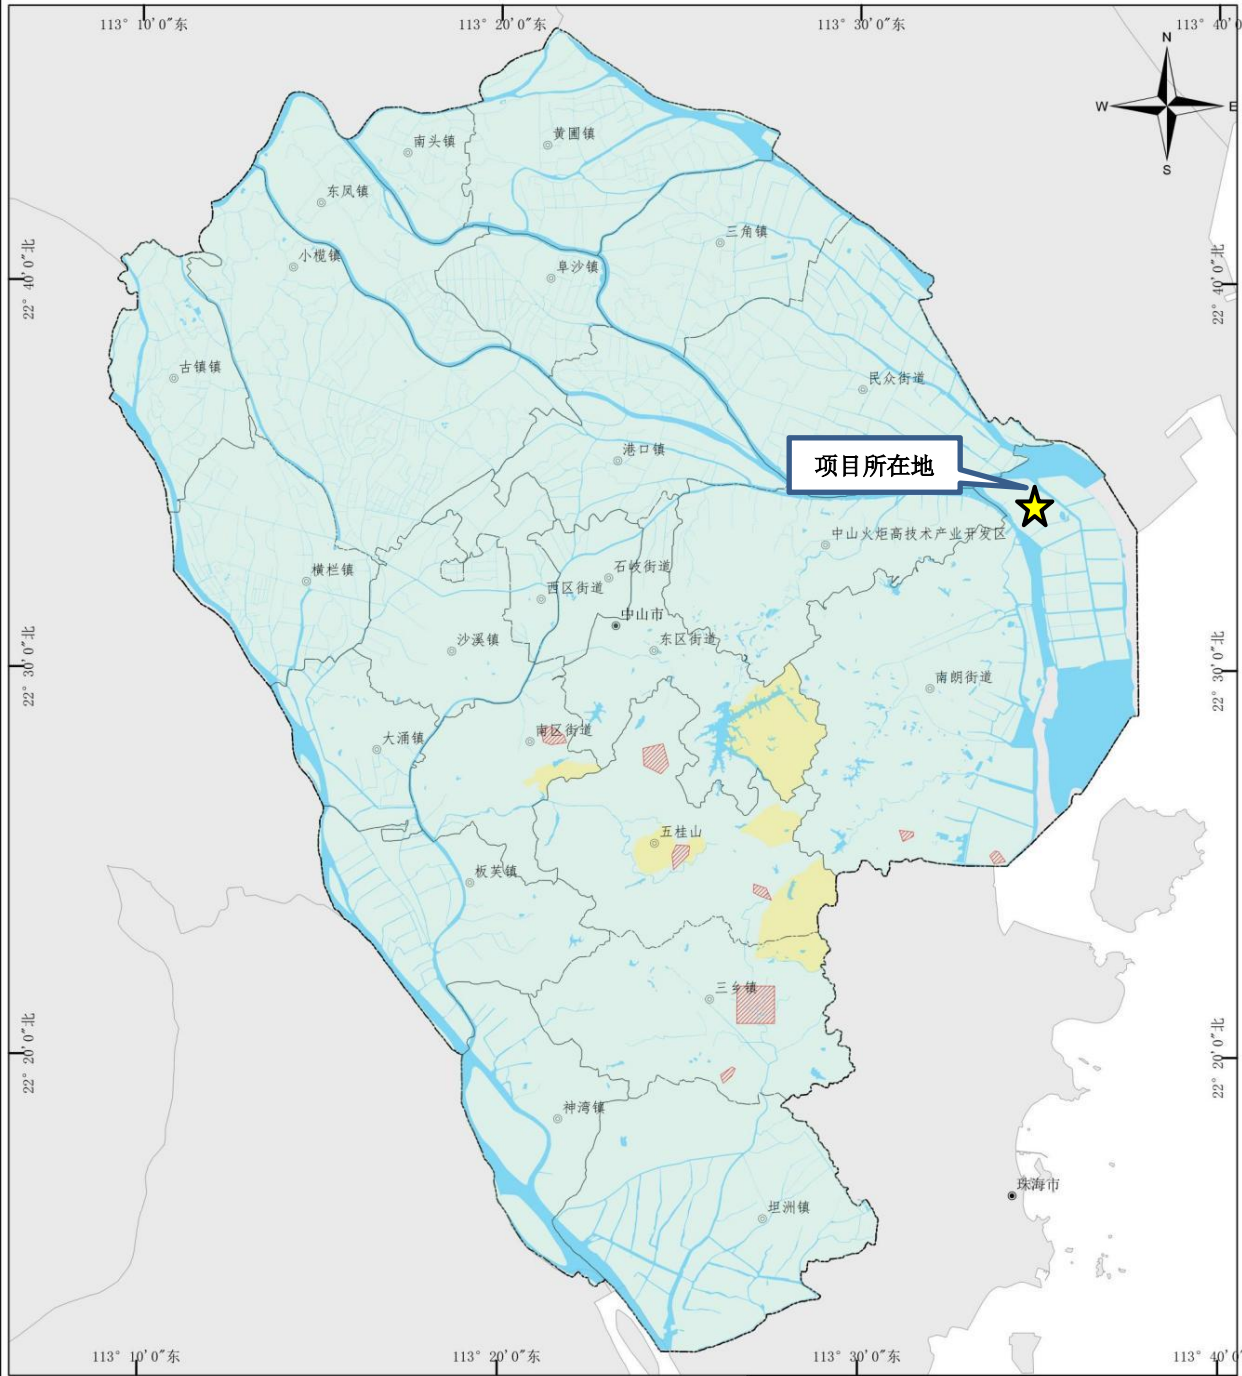 113° 10'0"东
113° 20'0"东
113° 30'0"东
113° 40'0
N
W
E
S
南头镇
黄圃镇
东凤镇
三角镇
小榄镇
阜沙镇
22° 40'0"北
22° 40'0"北
古镇镇
民众街道
港口镇
项目所在地
中山火炬高技术产业开发区
横栏镇
西区街道
石岐街道
中山市
沙溪镇
东区街道
22° 30'0"北
22° 30'0"北
南朗街道
大涌镇
南区街道
五桂山
板芙镇
三乡镇
22° 20'0"北
22° 20'0"北
神湾镇
珠海市
坦洲镇
113° 10'0"东
113° 20'0"东
113° 30'0"东
113° 40'0